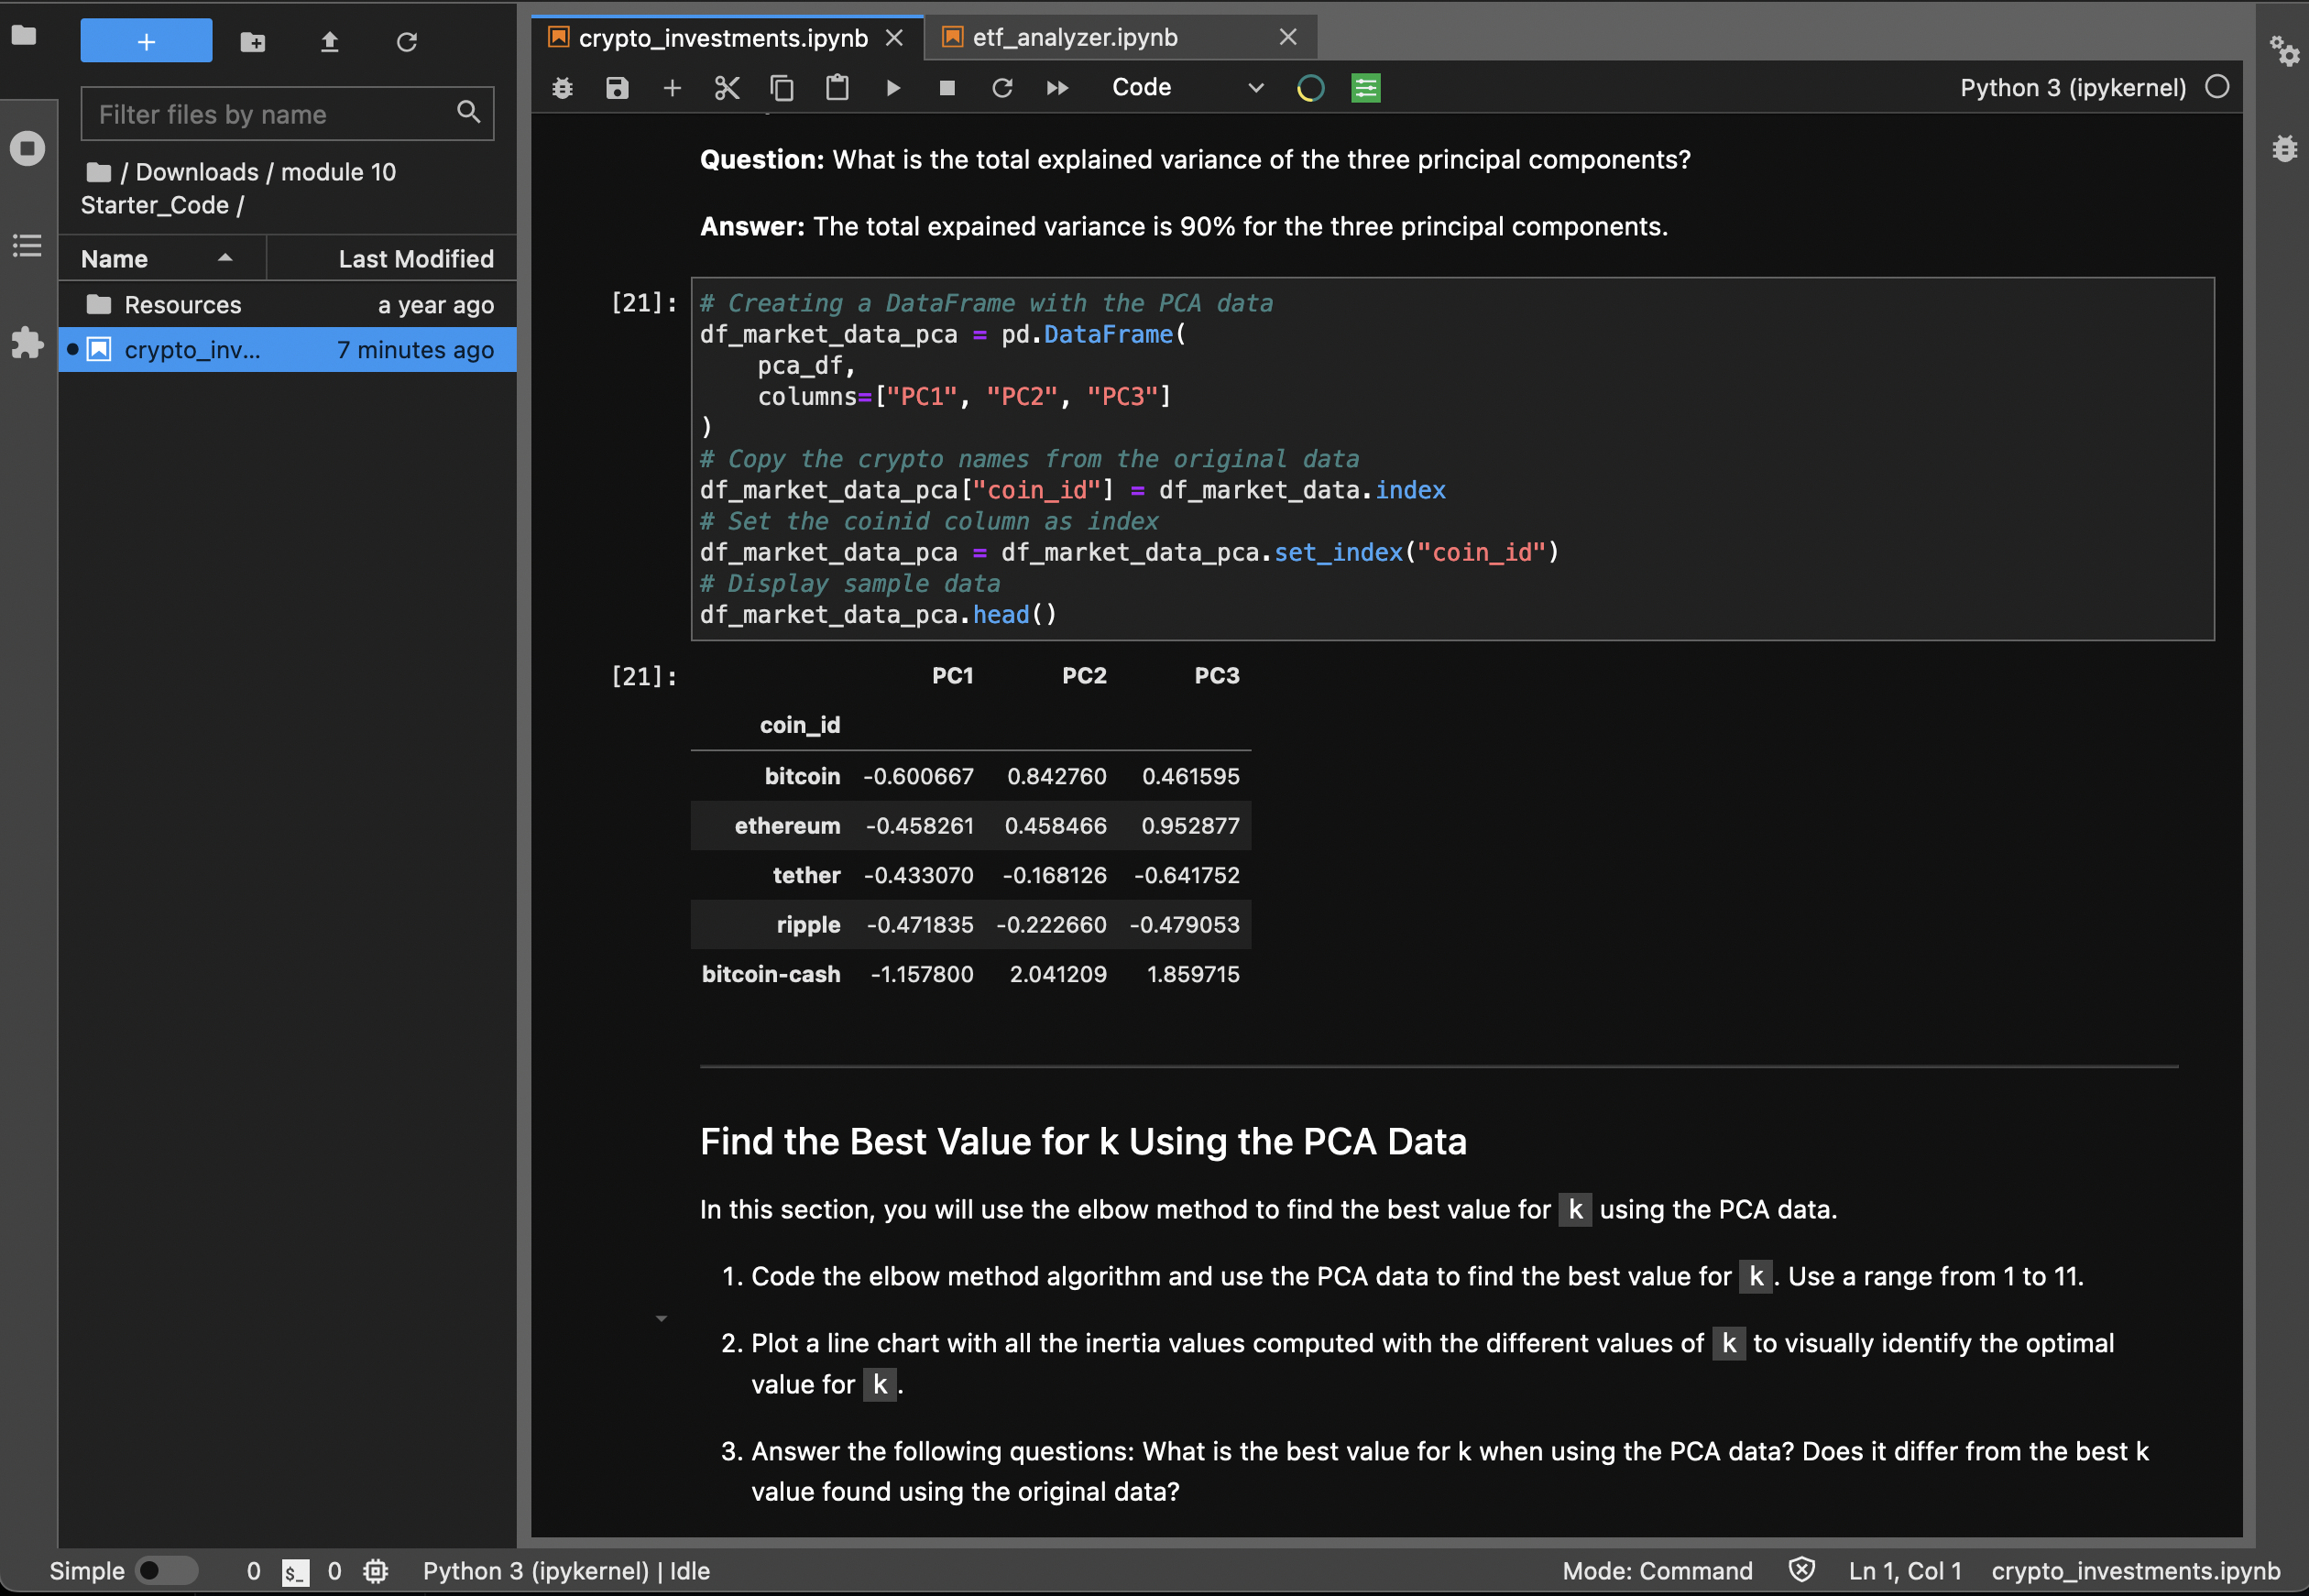 crypto_investments.ipynb
etf_analyzer.ipynb
Code
Python 3 (ipykernel)
Filter files by name
/ Downloads / module 10
Starter_Code /
Name Last Modified
Resources a year ago
crypto_inv... 7 minutes ago
Question: What is the total explained variance of the three principal components?
Answer: The total expained variance is 90% for the three principal components.
[21]:
# Creating a DataFrame with the PCA data
df_market_data_pca = pd.DataFrame(
    pca_df,
    columns=["PC1", "PC2", "PC3"]
)
# Copy the crypto names from the original data
df_market_data_pca["coin_id"] = df_market_data.index
# Set the coinid column as index
df_market_data_pca = df_market_data_pca.set_index("coin_id")
# Display sample data
df_market_data_pca.head()
[21]: PC1 PC2 PC3
coin_id
bitcoin -0.600667 0.842760 0.461595
ethereum -0.458261 0.458466 0.952877
tether -0.433070 -0.168126 -0.641752
ripple -0.471835 -0.222660 -0.479053
bitcoin-cash -1.157800 2.041209 1.859715
Find the Best Value for k Using the PCA Data
In this section, you will use the elbow method to find the best value for k using the PCA data.
1. Code the elbow method algorithm and use the PCA data to find the best value for k. Use a range from 1 to 11.
2. Plot a line chart with all the inertia values computed with the different values of k to visually identify the optimal
value for k.
3. Answer the following questions: What is the best value for k when using the PCA data? Does it differ from the best k
value found using the original data?
Simple 0 $_ 0 Python 3 (ipykernel) | Idle Mode: Command Ln 1, Col 1 crypto_investments.ipynb